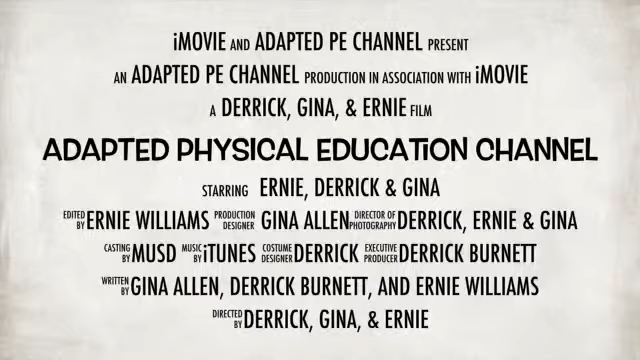 iMOVIE AND ADAPTED PE CHANNEL PRESENT
AN ADAPTED PE CHANNEL PRODUCTION IN ASSOCIATION WITH iMOVIE
A DERRICK, GINA, & ERNIE FILM
ADAPTED PHYSICAL EDUCATION CHANNEL
STARRING ERNIE, DERRICK & GINA
EDITED BY ERNIE WILLIAMS PRODUCTION DESIGNER GINA ALLEN DIRECTOR OF PHOTOGRAPHY DERRICK, ERNIE & GINA
CASTING BY MUSD MUSIC BY iTUNES COSTUME DESIGNER DERRICK EXECUTIVE PRODUCER DERRICK BURNETT
WRITTEN BY GINA ALLEN, DERRICK BURNETT, AND ERNIE WILLIAMS
DIRECTED BY DERRICK, GINA, & ERNIE